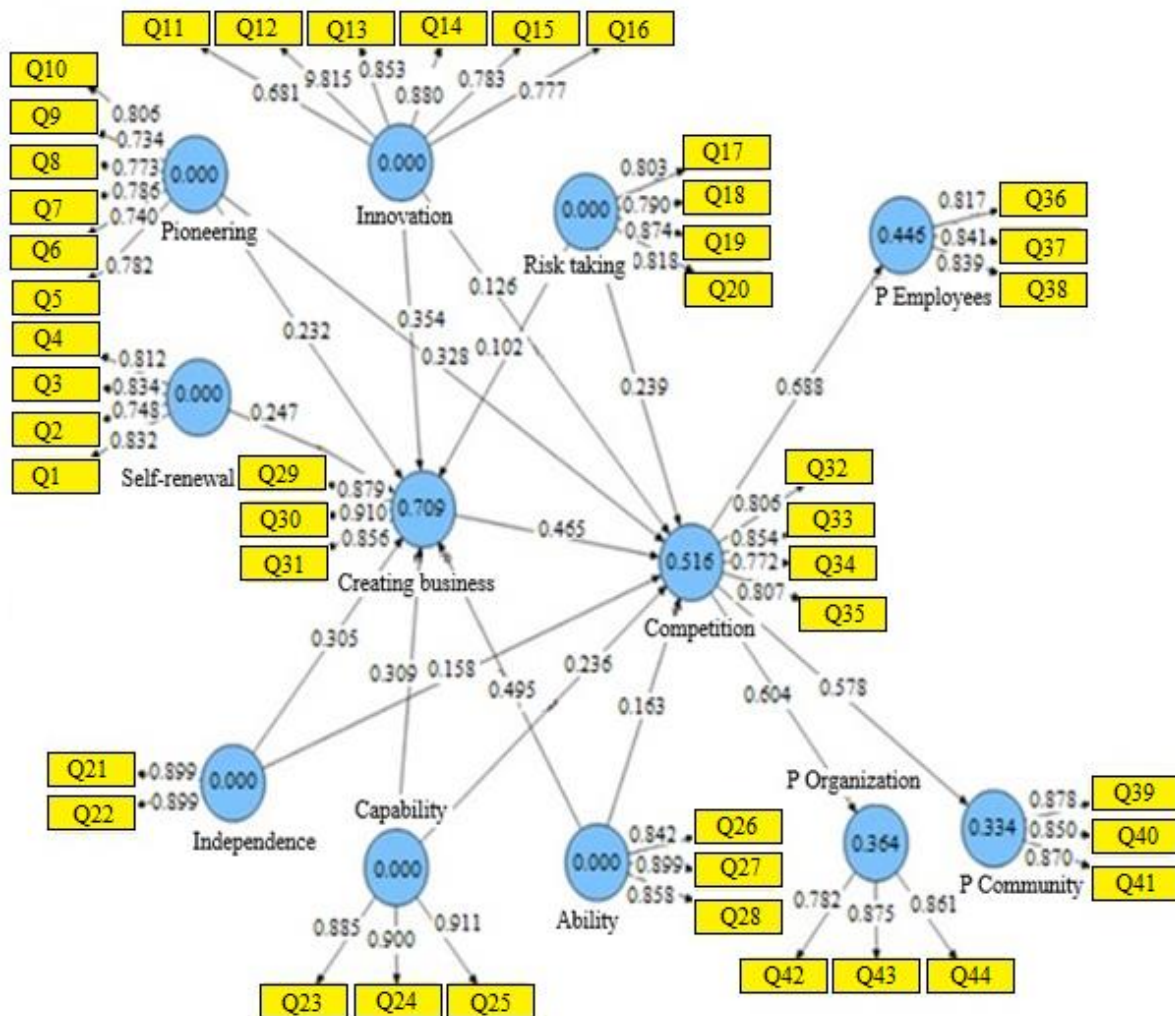 Q11 Q12 Q13 Q14 Q15 Q16
0.681 9.815 0.853 0.880 0.783 0.777
Q10
Q9
Q8
Q7
Q6
Q5
0.806
0.734
0.773
0.786
0.740
0.782
0.000
Pioneering
0.000
Innovation
0.000
Risk taking
0.803
0.790
0.874
0.818
Q17
Q18
Q19
Q20
0.446
P Employees
0.817
0.841
0.839
Q36
Q37
Q38
0.232
0.354
0.126
0.328
0.102
0.239
0.688
Q4
Q3
Q2
Q1
0.812
0.834
0.748
0.832
0.000
Self-renewal
0.247
Q29
Q30
Q31
0.879
0.910
0.856
0.709
Creating business
0.465
0.516
Competition
0.806
0.854
0.772
0.807
Q32
Q33
Q34
Q35
0.305
0.309
0.158
0.495
0.236
0.163
0.604
0.578
Q21
Q22
0.899
0.899
0.000
Independence
Capability
0.000
0.885 0.900 0.911
Q23 Q24 Q25
0.000
Ability
0.842
0.899
0.858
Q26
Q27
Q28
P Organization
0.364
0.782 0.875 0.861
Q42 Q43 Q44
0.334
P Community
0.878
0.850
0.870
Q39
Q40
Q41